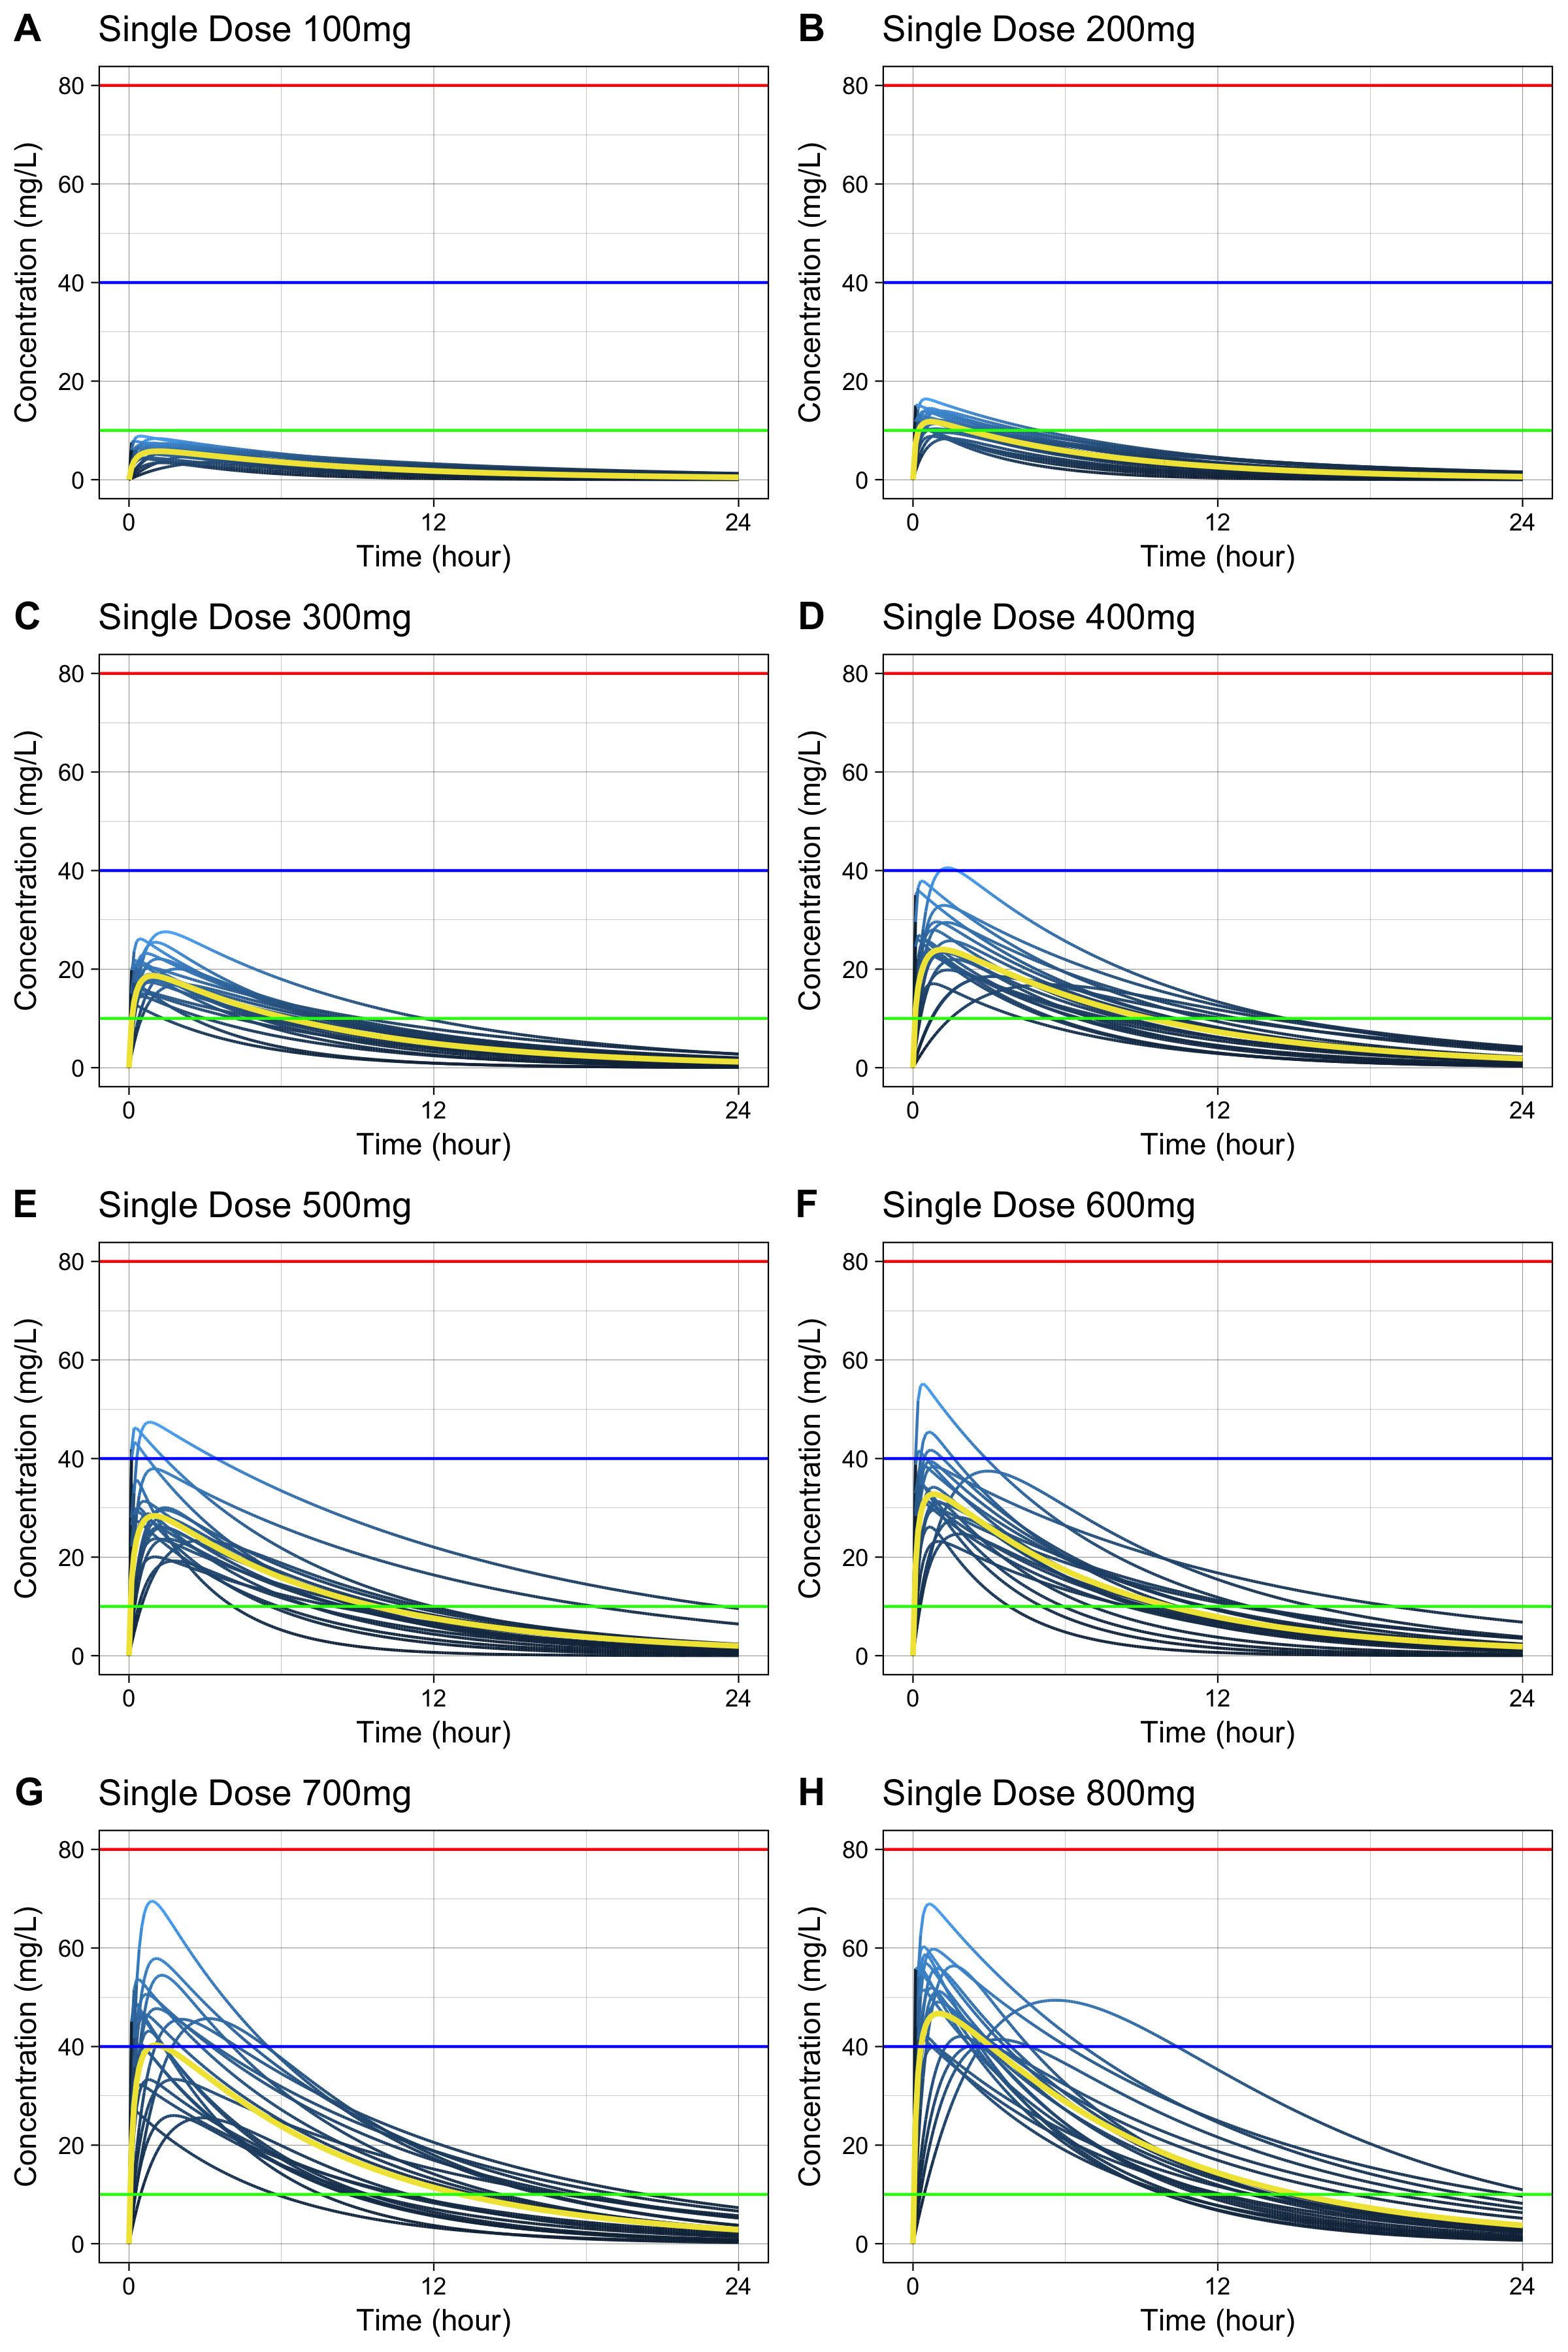 A Single Dose 100mg
Concentration (mg/L)
80
60
40
20
0
0 12 24
Time (hour)
B Single Dose 200mg
Concentration (mg/L)
80
60
40
20
0
0 12 24
Time (hour)
C Single Dose 300mg
Concentration (mg/L)
80
60
40
20
0
0 12 24
Time (hour)
D Single Dose 400mg
Concentration (mg/L)
80
60
40
20
0
0 12 24
Time (hour)
E Single Dose 500mg
Concentration (mg/L)
80
60
40
20
0
0 12 24
Time (hour)
F Single Dose 600mg
Concentration (mg/L)
80
60
40
20
0
0 12 24
Time (hour)
G Single Dose 700mg
Concentration (mg/L)
80
60
40
20
0
0 12 24
Time (hour)
H Single Dose 800mg
Concentration (mg/L)
80
60
40
20
0
0 12 24
Time (hour)